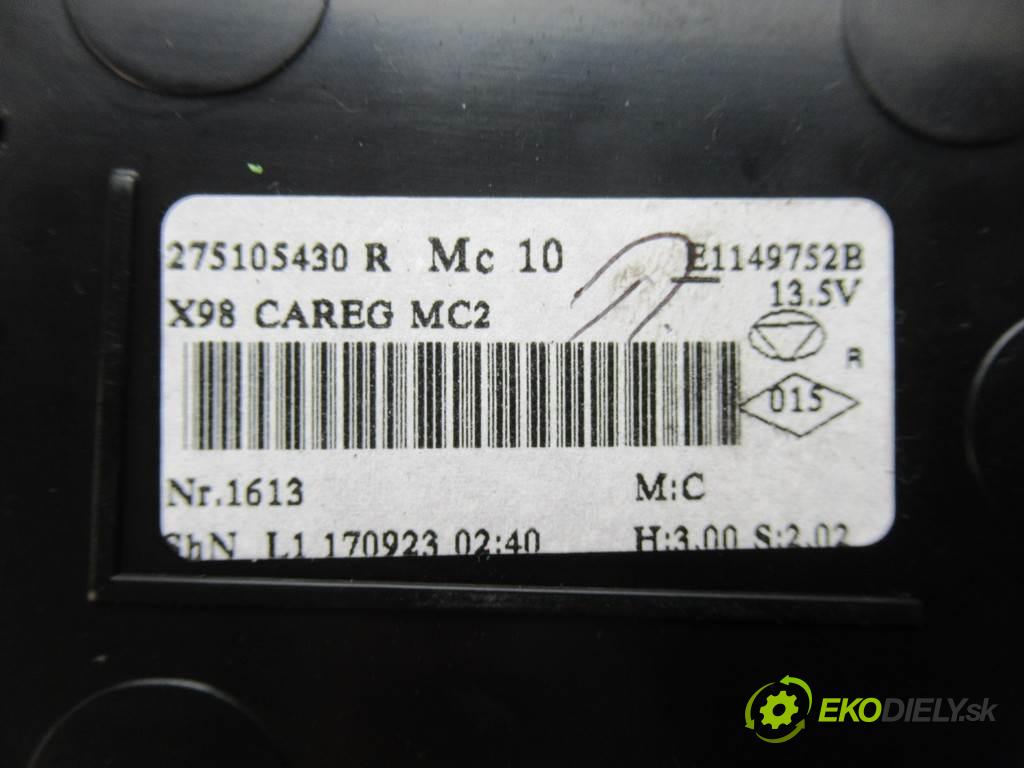 275105430 R Mc 10 E1149752B
X98 CAREG MC2 13.5V
R
015
Nr.1613 M:C
ShN L1 170923 02:40 H:3.00 S:2.02
EKODIELY.sk